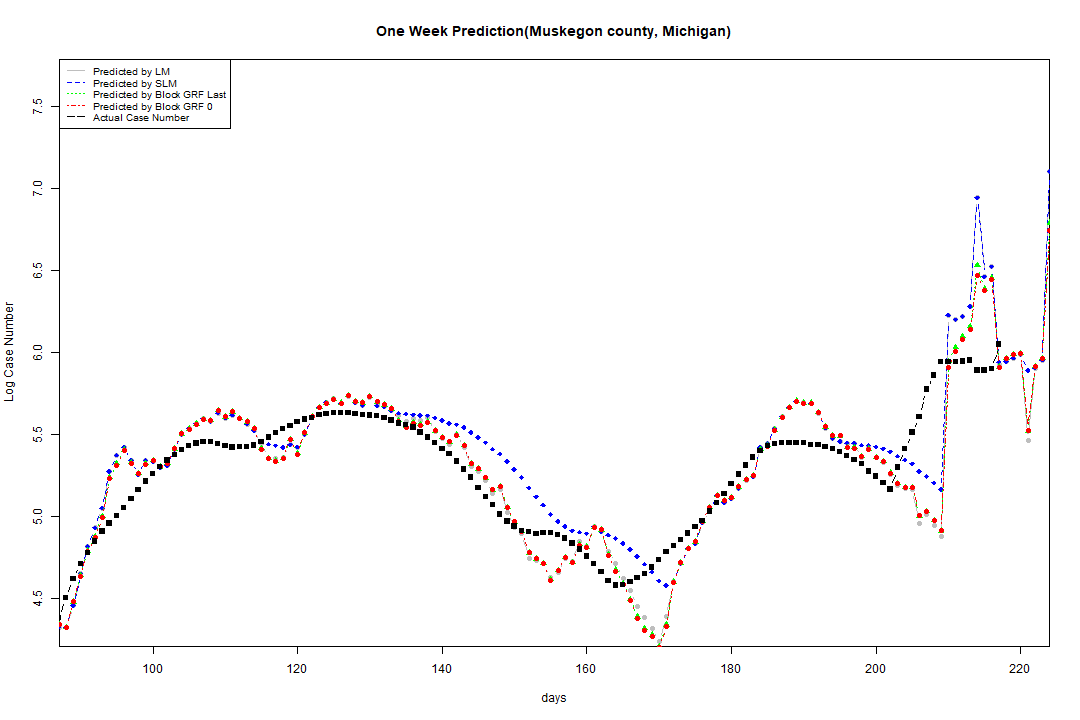 One Week Prediction(Muskegon county, Michigan)
Predicted by LM
Predicted by SLM
Predicted by Block GRF Last
Predicted by Block GRF 0
Actual Case Number
7.5
7.0
6.5
6.0
5.5
5.0
4.5
Log Case Number
100
120
140
160
180
200
220
days